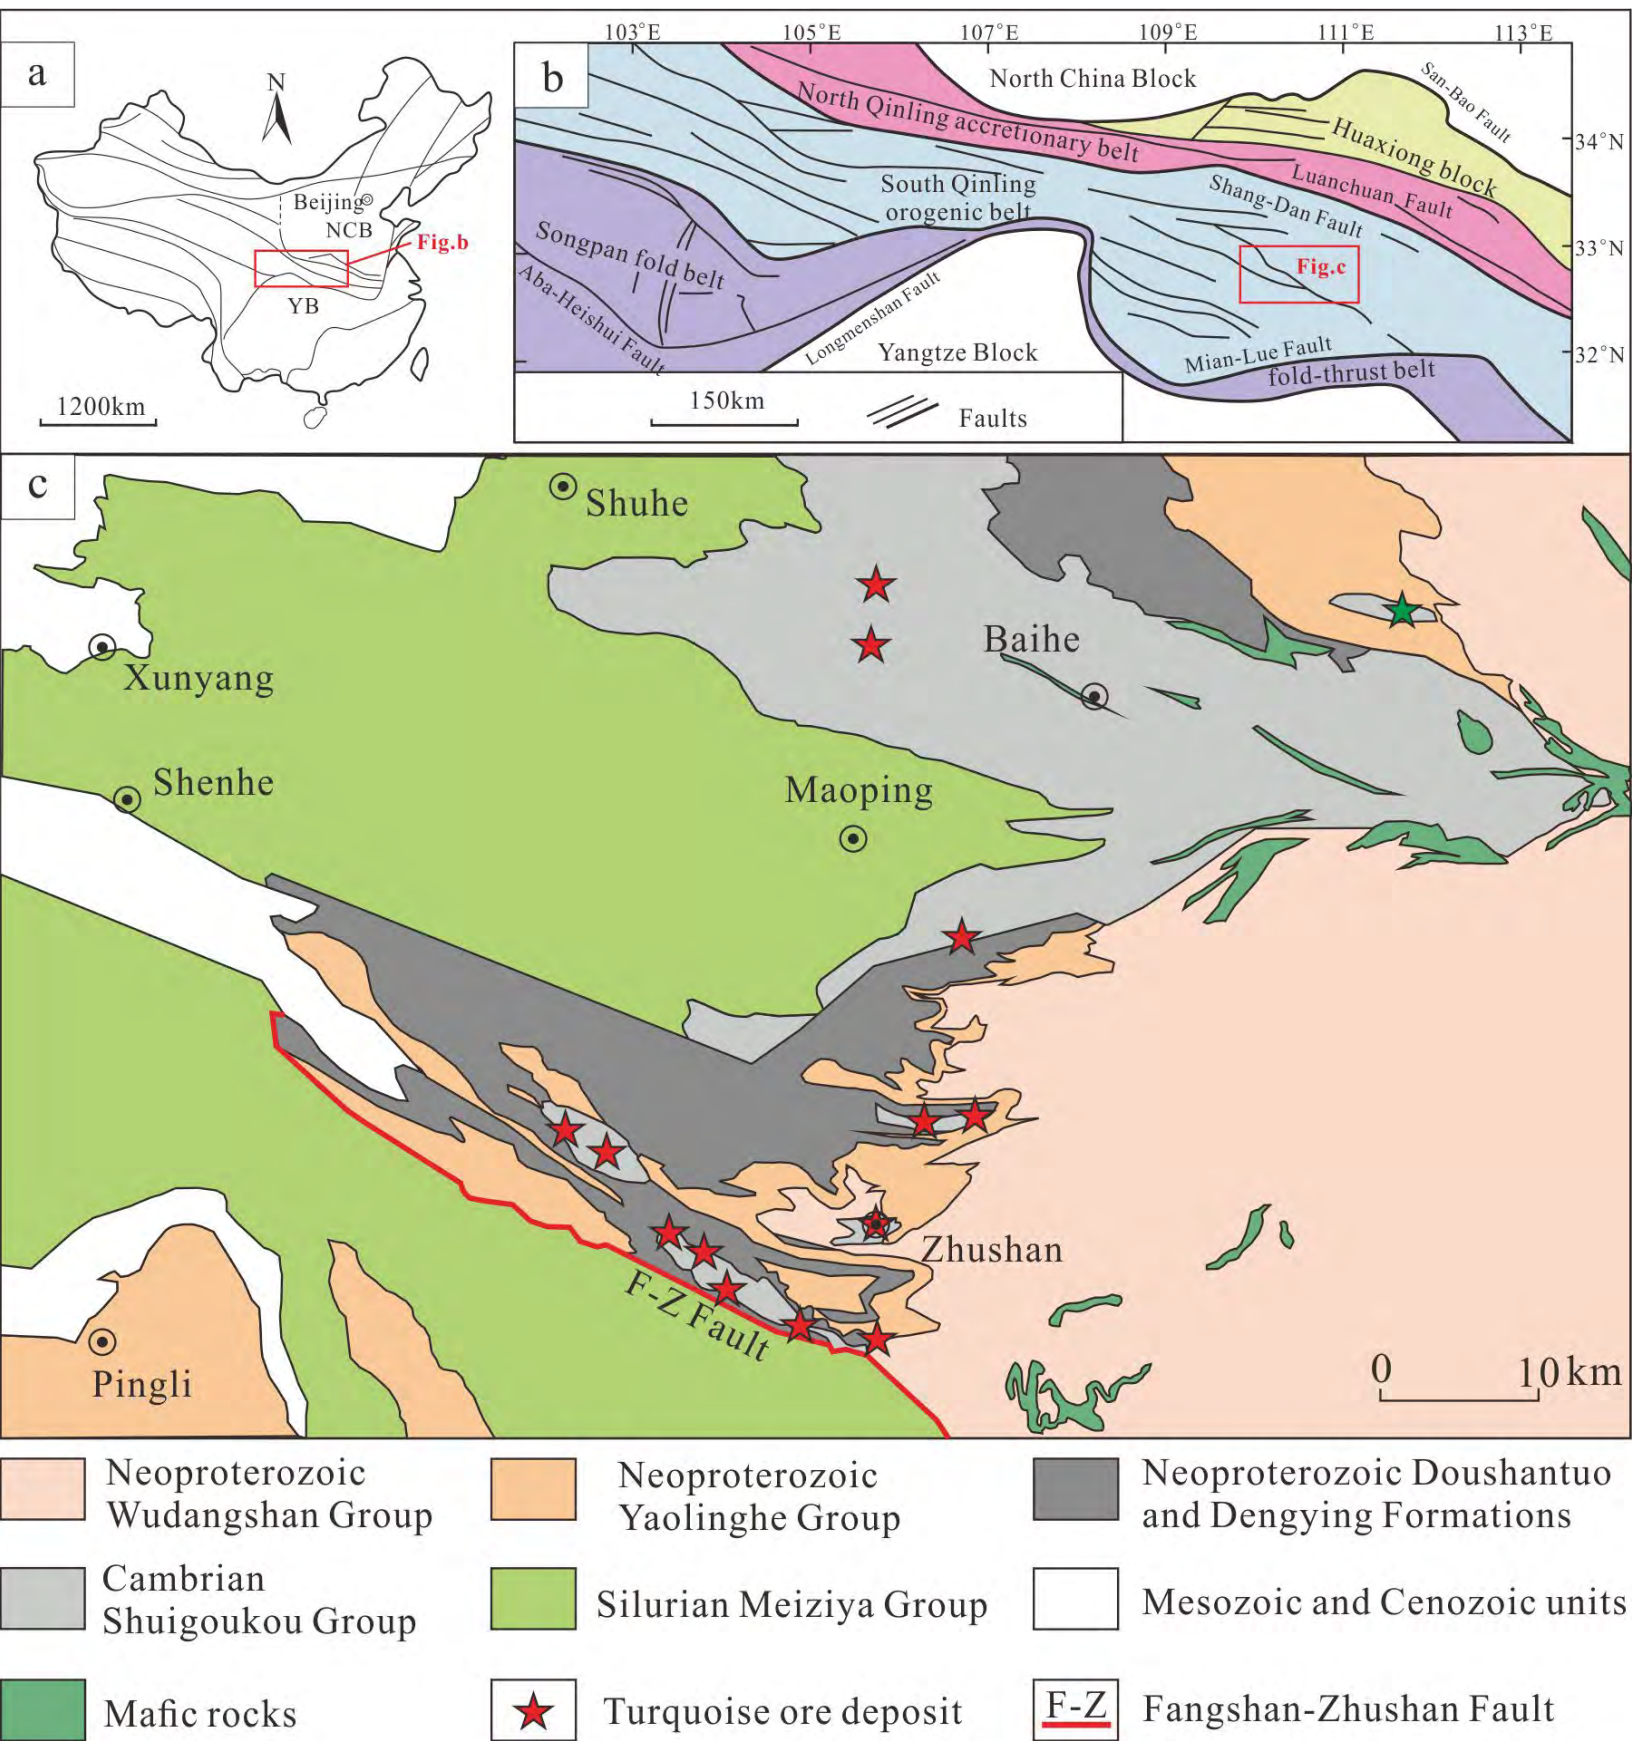 a
N
Beijing
NCB
Fig.b
YB
1200km
103°E
105°E
107°E
109°E
111°E
113°E
b
North China Block
San-Bao Fault
34°N
North Qinling accretionary belt
Huaxiong block
Luanchuan Fault
South Qinling
orogenic belt
Shang-Dan Fault
33°N
Songpan fold belt
Fig.c
Aba-Heishui Fault
Longmenshan Fault
Yangtze Block
Mian-Lue Fault
32°N
fold-thrust belt
150km
Faults
c
Shuhe
Baihe
Xunyang
Shenhe
Maoping
Zhushan
F-Z Fault
Pingli
0
10 km
Neoproterozoic
Wudangshan Group
Neoproterozoic
Yaolinghe Group
Neoproterozoic Doushantuo
and Dengying Formations
Cambrian
Shuigoukou Group
Silurian Meiziya Group
Mesozoic and Cenozoic units
Mafic rocks
Turquoise ore deposit
F-Z
Fangshan-Zhushan Fault